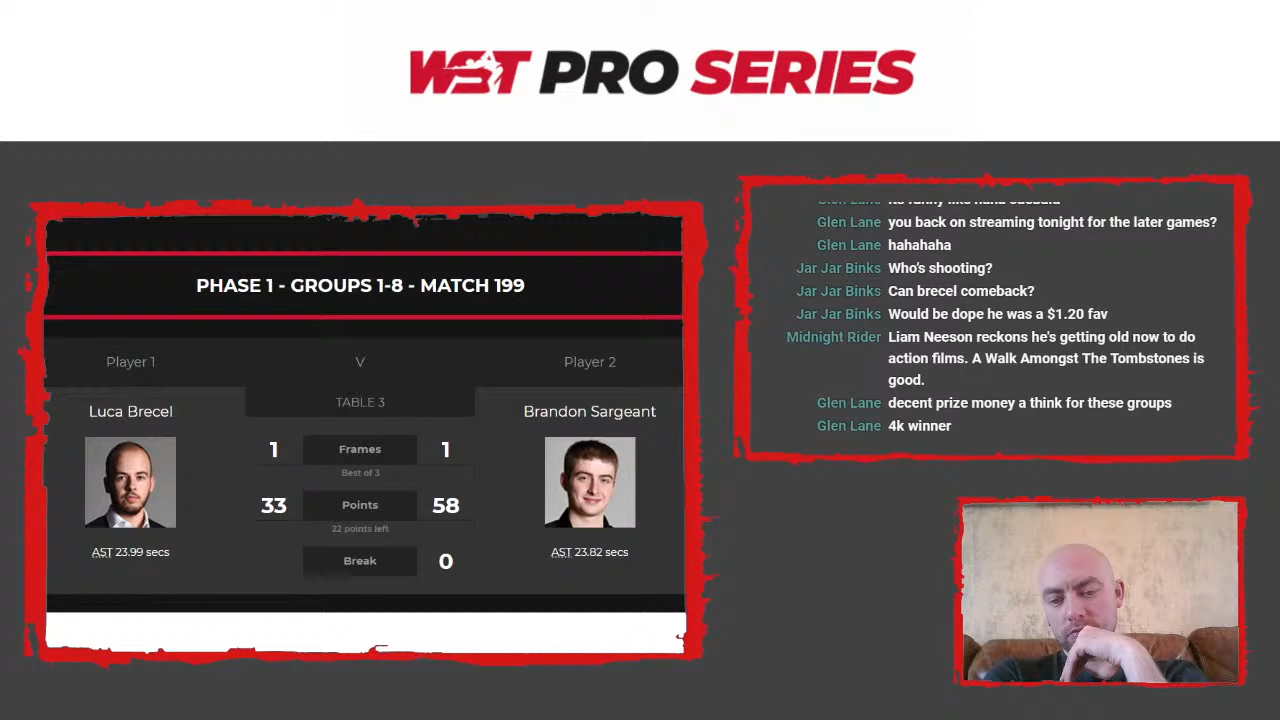 WST PRO SERIES
PHASE 1 - GROUPS 1-8 - MATCH 199
Player 1
V
Player 2
TABLE 3
Luca Brecel
Brandon Sargeant
1 Frames 1
Best of 3
33 Points 58
22 points left
Break 0
AST 23.99 secs
AST 23.82 secs
Glen Lane
Glen Lane you back on streaming tonight for the later games?
Glen Lane hahahaha
Jar Jar Binks Who's shooting?
Jar Jar Binks Can brecel comeback?
Jar Jar Binks Would be dope he was a $1.20 fav
Midnight Rider Liam Neeson reckons he's getting old now to do
action films. A Walk Amongst The Tombstones is
good.
Glen Lane decent prize money a think for these groups
Glen Lane 4k winner